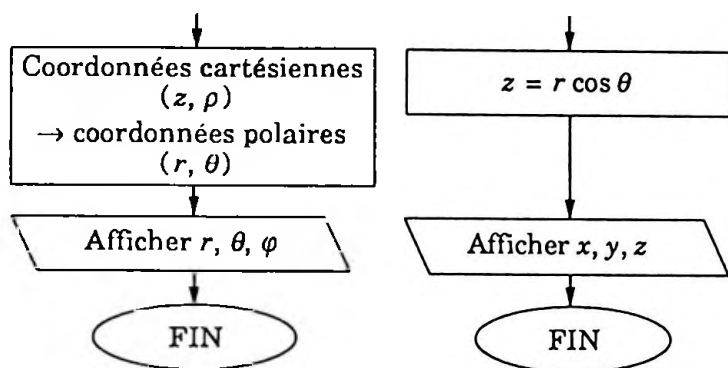 Coordonnées cartésiennes
(z, ρ)
→ coordonnées polaires
(r, θ)
Afficher r, θ, φ
FIN
z = r cos θ
Afficher x, y, z
FIN